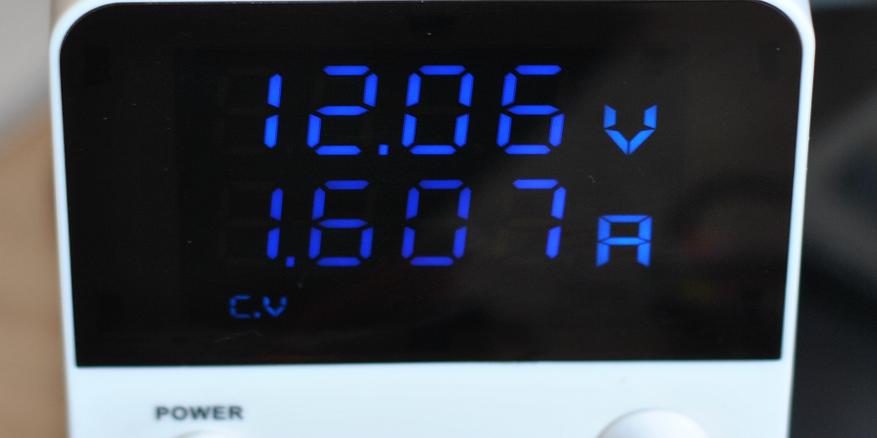 12.06 V
1.607 A
C.V
POWER